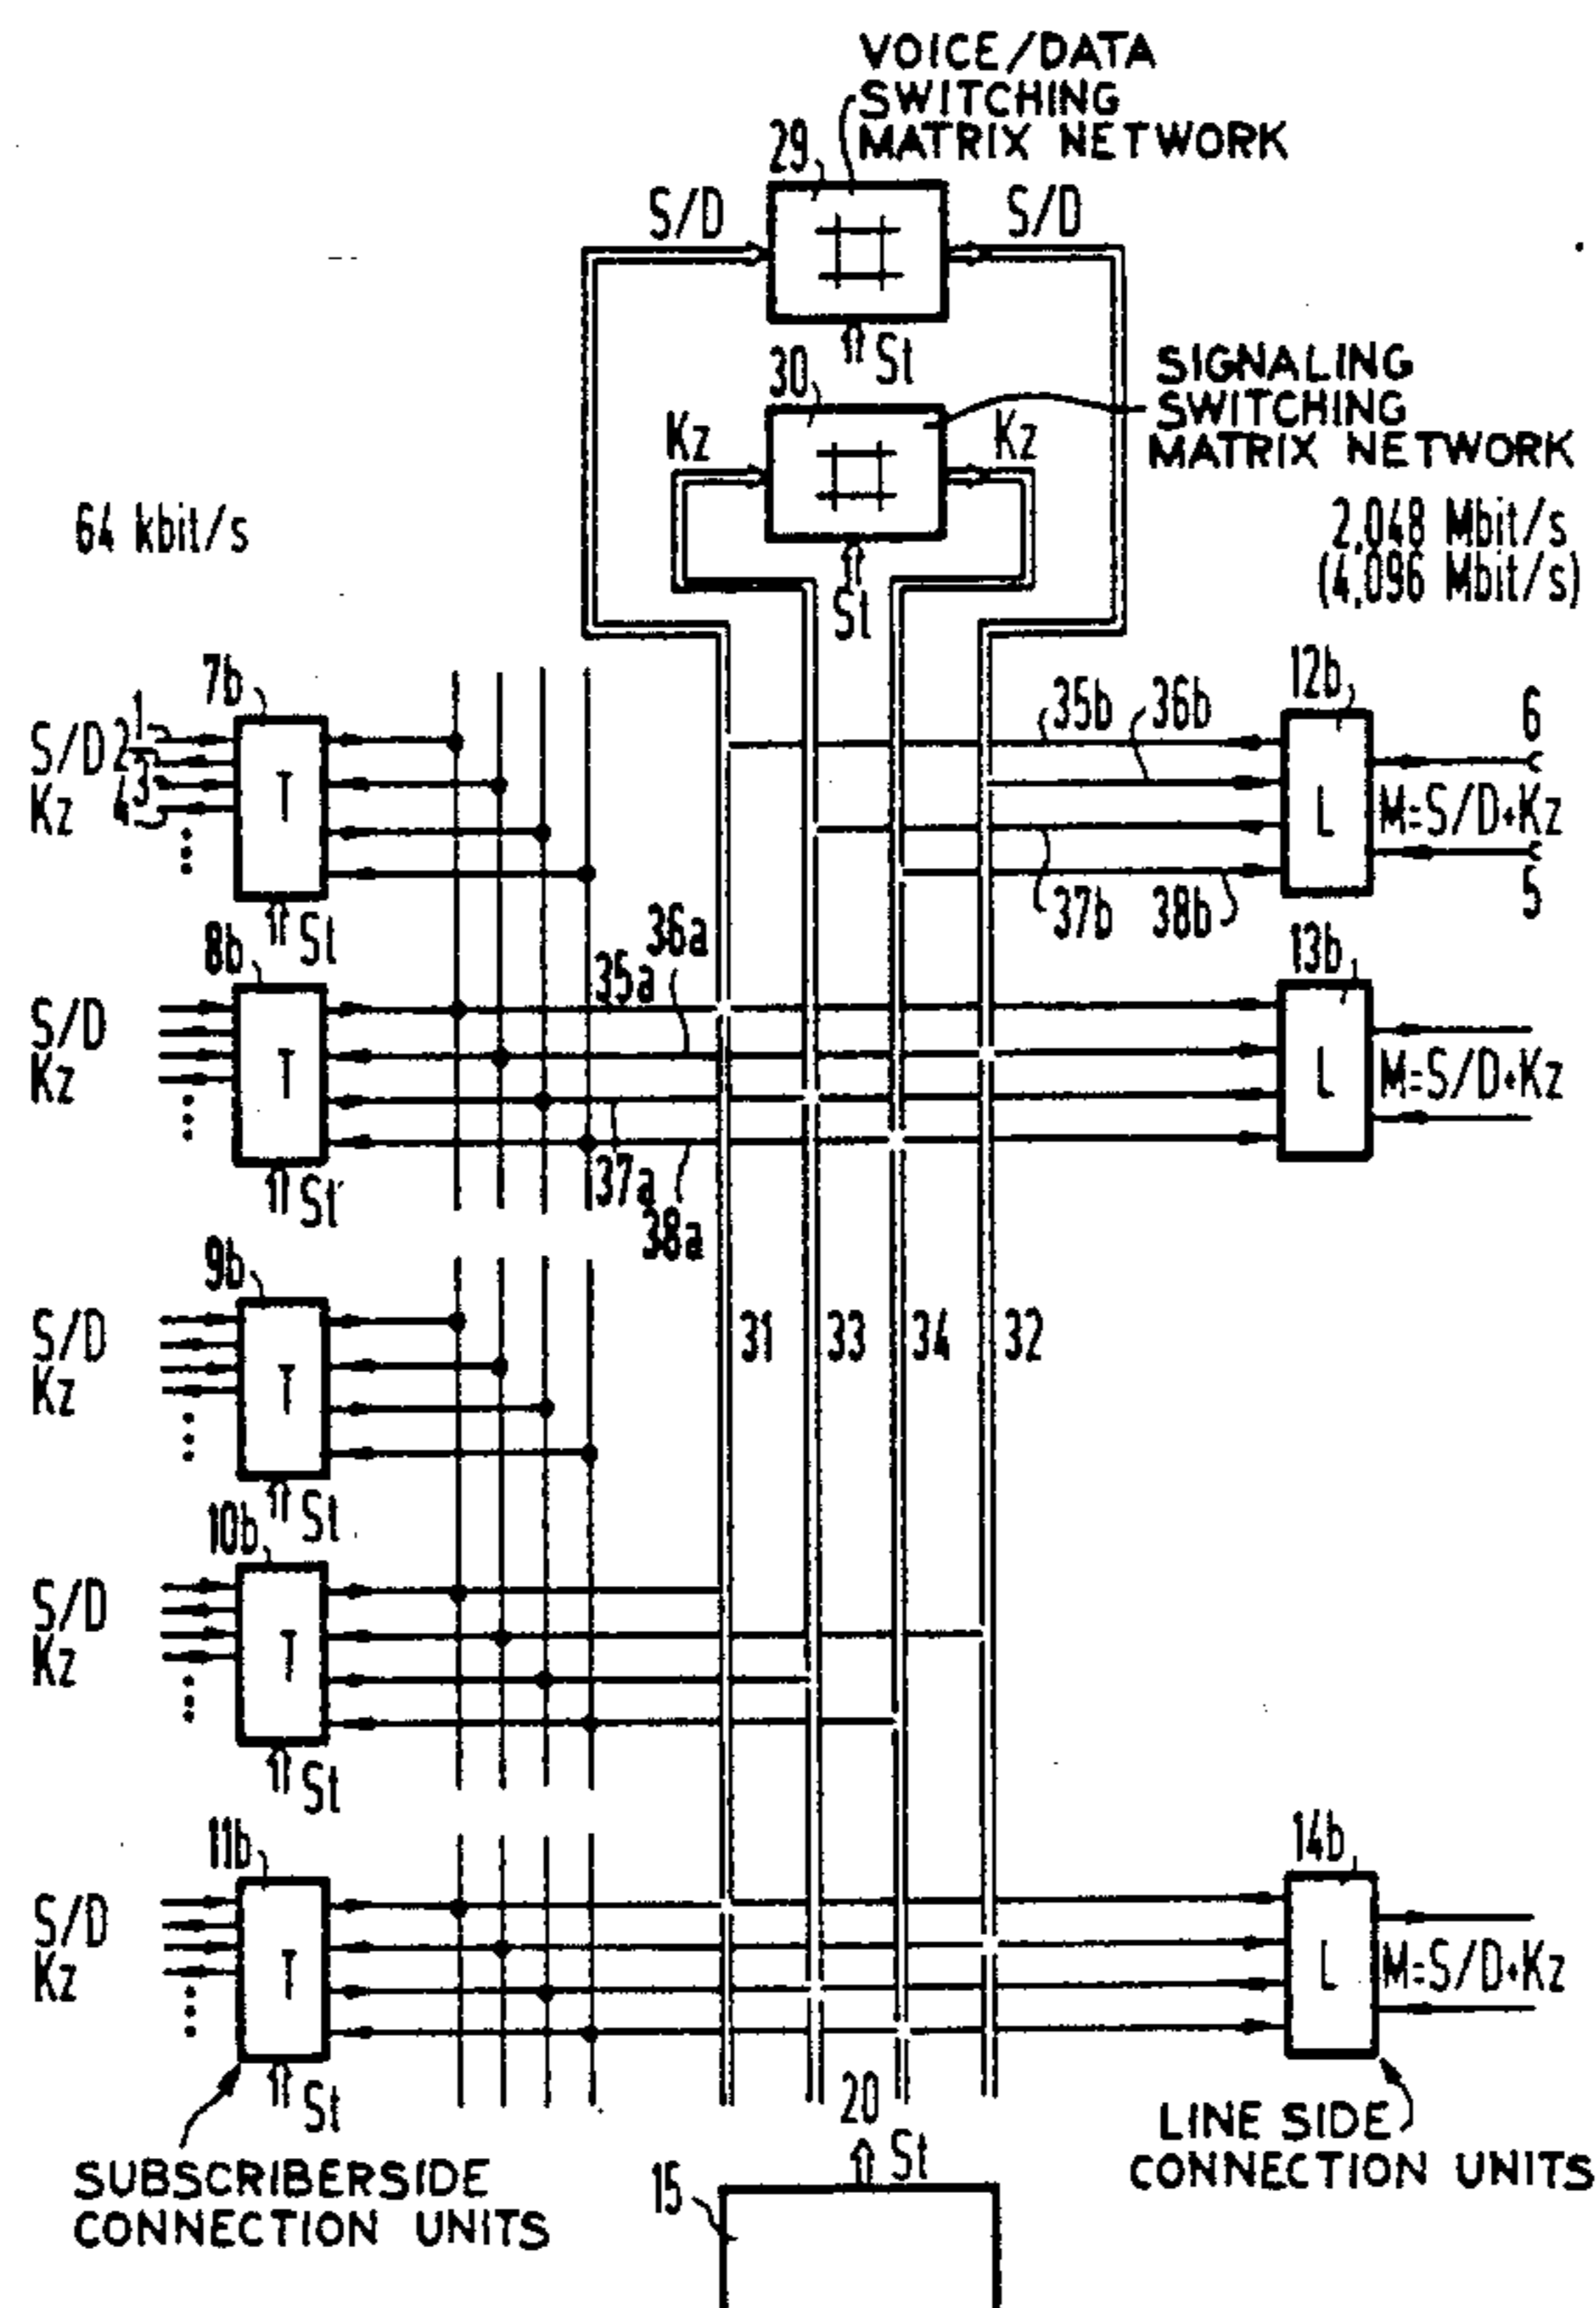 VOICE/DATA
SWITCHING
MATRIX NETWORK
29
S/D
S/D
St
30
SIGNALING
SWITCHING
MATRIX NETWORK
Kz
Kz
St
64 kbit/s
2,048 Mbit/s
(4,096 Mbit/s)
7b
S/D
Kz
1
2
3
4
T
St
35b
36b
37b
38b
12b
L
6
M=S/D+Kz
5
8b
S/D
Kz
T
St
35a
36a
37a
38a
13b
L
M=S/D+Kz
9b
S/D
Kz
T
St
31
33
34
32
10b
S/D
Kz
T
St
11b
S/D
Kz
T
St
14b
L
M=S/D+Kz
SUBSCRIBERSIDE
CONNECTION UNITS
LINE SIDE
CONNECTION UNITS
20
St
15